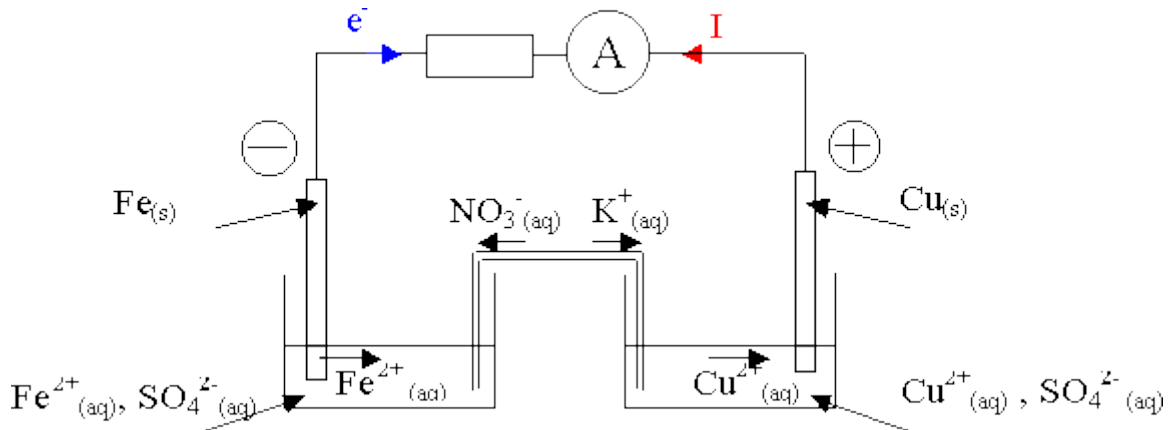 e⁻
I
A
−
+
Fe(s)
Cu(s)
NO₃⁻(aq)
K⁺(aq)
Fe²⁺(aq)
Cu²⁺(aq)
Fe²⁺(aq), SO₄²⁻(aq)
Cu²⁺(aq) , SO₄²⁻(aq)